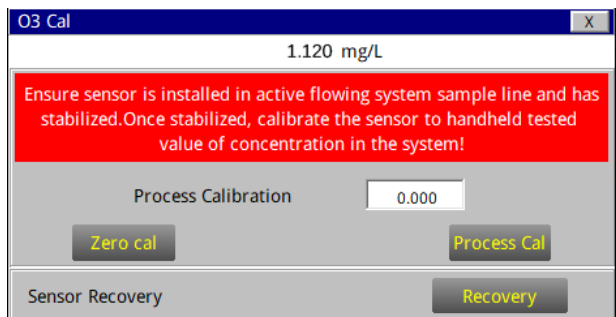 O3 Cal
X
1.120 mg/L
Ensure sensor is installed in active flowing system sample line and has
stabilized.Once stabilized, calibrate the sensor to handheld tested
value of concentration in the system!
Process Calibration 0.000
Zero cal Process Cal
Sensor Recovery Recovery